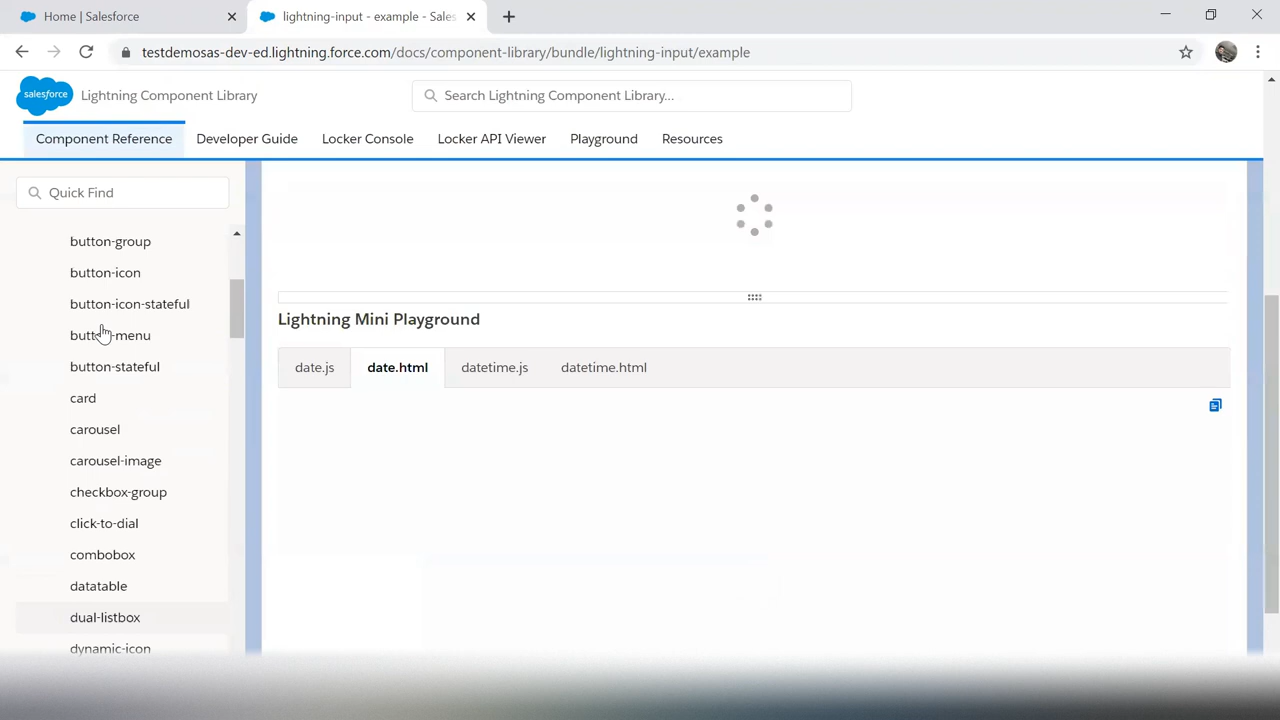 Home | Salesforce
lightning-input - example - Sales
testdemosas-dev-ed.lightning.force.com/docs/component-library/bundle/lightning-input/example
salesforce
Lightning Component Library
Search Lightning Component Library...
Component Reference
Developer Guide
Locker Console
Locker API Viewer
Playground
Resources
Quick Find
button-group
button-icon
button-icon-stateful
button-menu
button-stateful
card
carousel
carousel-image
checkbox-group
click-to-dial
combobox
datatable
dual-listbox
dynamic-icon
Lightning Mini Playground
date.js
date.html
datetime.js
datetime.html